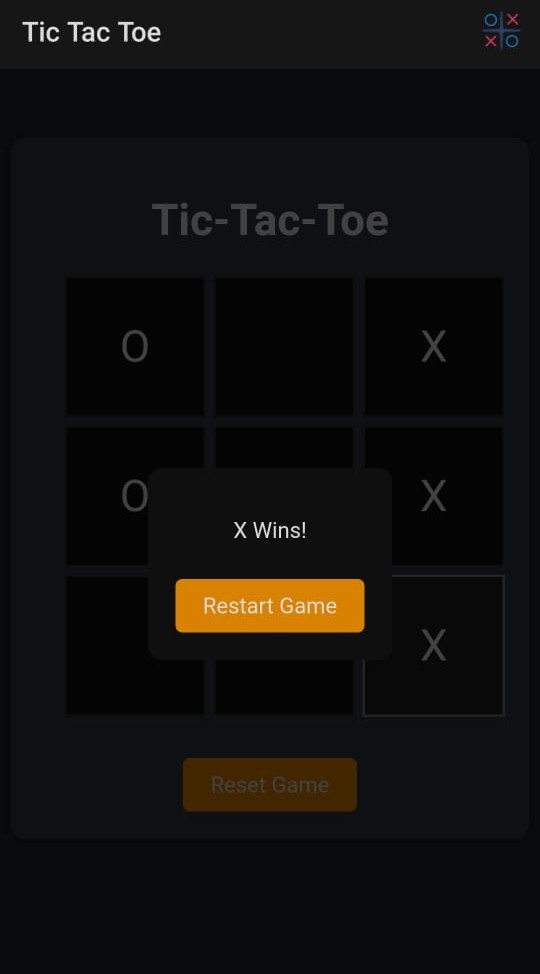 Tic Tac Toe
Tic-Tac-Toe
O X
O X
X Wins!
Restart Game
X
Reset Game